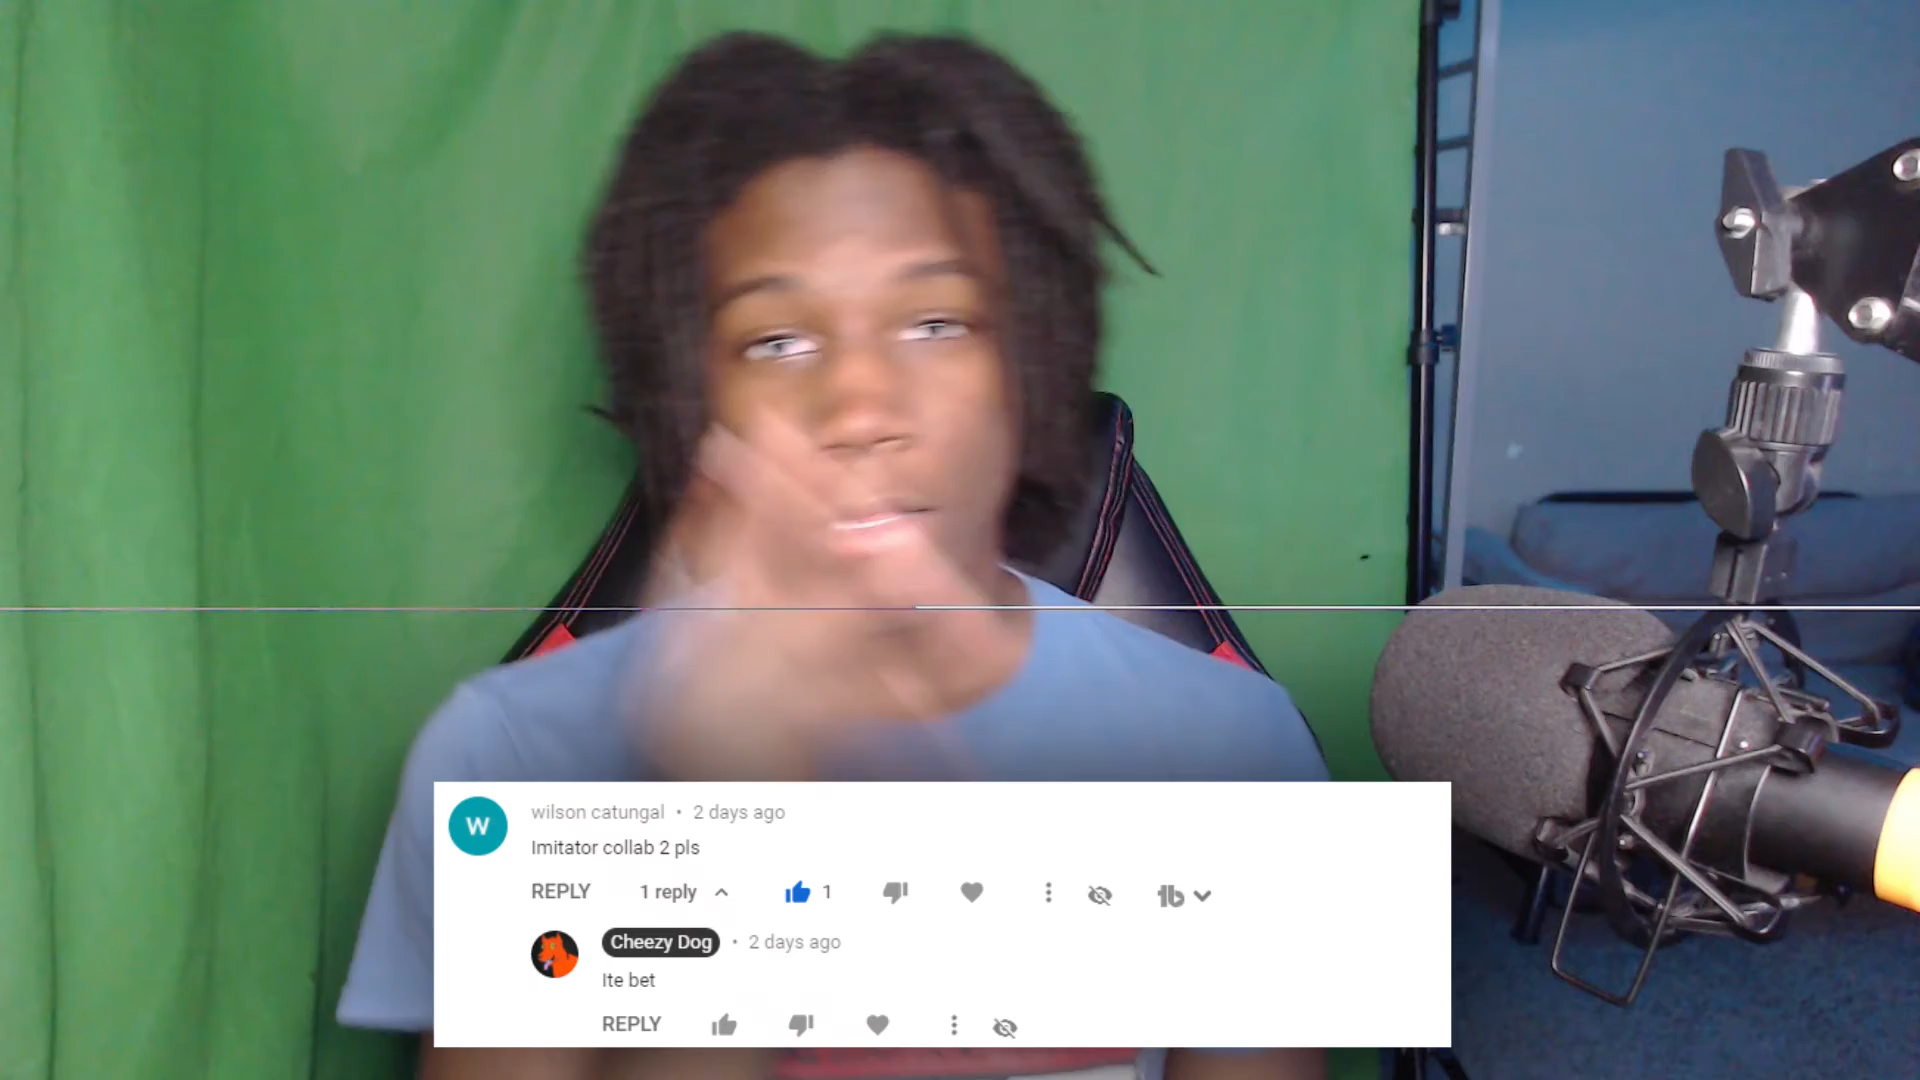 W
wilson catungal • 2 days ago
Imitator collab 2 pls
REPLY 1 reply 1
Cheezy Dog • 2 days ago
Ite bet
REPLY